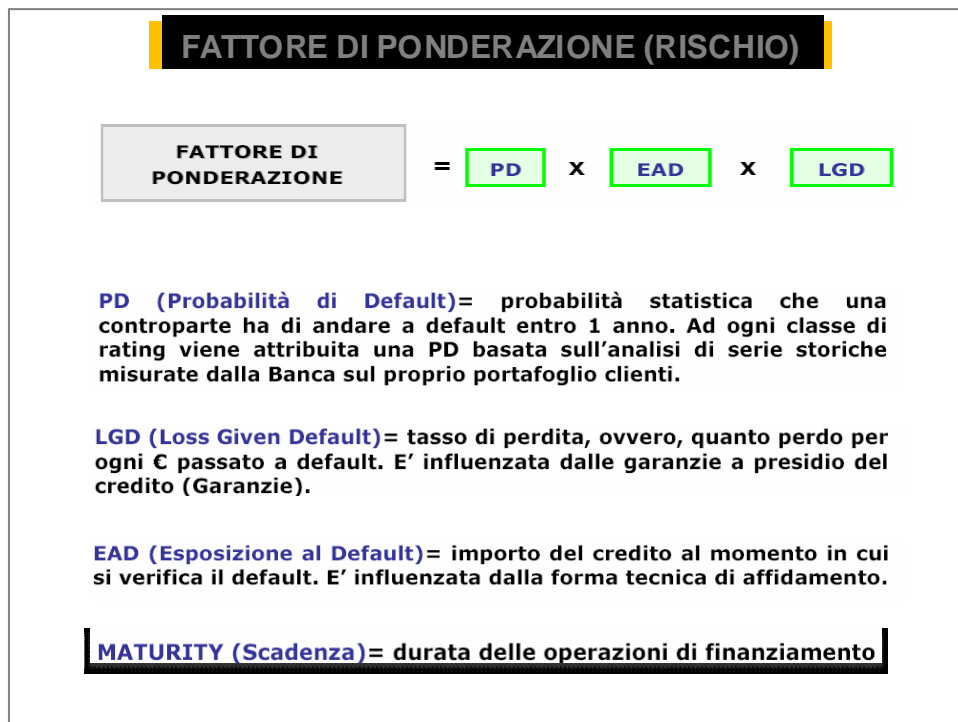 FATTORE DI PONDERAZIONE (RISCHIO)
FATTORE DI
PONDERAZIONE
= PD x EAD x LGD
PD (Probabilità di Default)= probabilità statistica che una
controparte ha di andare a default entro 1 anno. Ad ogni classe di
rating viene attribuita una PD basata sull'analisi di serie storiche
misurate dalla Banca sul proprio portafoglio clienti.
LGD (Loss Given Default)= tasso di perdita, ovvero, quanto perdo per
ogni € passato a default. E' influenzata dalle garanzie a presidio del
credito (Garanzie).
EAD (Esposizione al Default)= importo del credito al momento in cui
si verifica il default. E' influenzata dalla forma tecnica di affidamento.
MATURITY (Scadenza)= durata delle operazioni di finanziamento